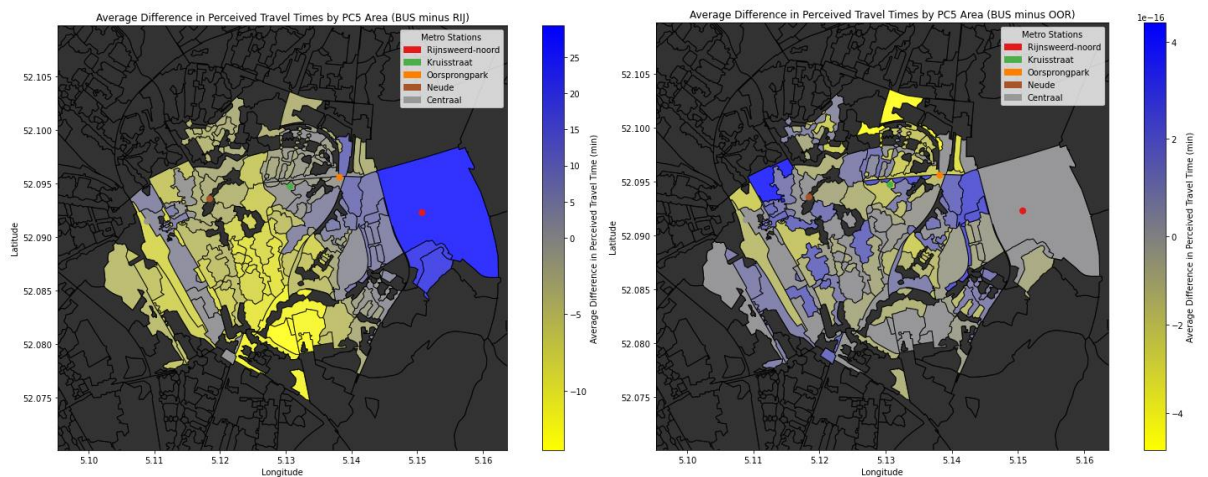 Average Difference in Perceived Travel Times by PC5 Area (BUS minus RIJ)
Metro Stations
Rijnsweerd-noord
Kruisstraat
Oorsprongpark
Neude
Centraal
52.105
52.100
52.095
52.090
52.085
52.080
52.075
Latitude
5.10 5.11 5.12 5.13 5.14 5.15 5.16
Longitude
25
20
15
10
5
0
−5
−10
Average Difference in Perceived Travel Time (min)
Average Difference in Perceived Travel Times by PC5 Area (BUS minus OOR)
Metro Stations
Rijnsweerd-noord
Kruisstraat
Oorsprongpark
Neude
Centraal
52.105
52.100
52.095
52.090
52.085
52.080
52.075
Latitude
5.10 5.11 5.12 5.13 5.14 5.15 5.16
Longitude
1e−16
4
2
0
−2
−4
Average Difference in Perceived Travel Time (min)